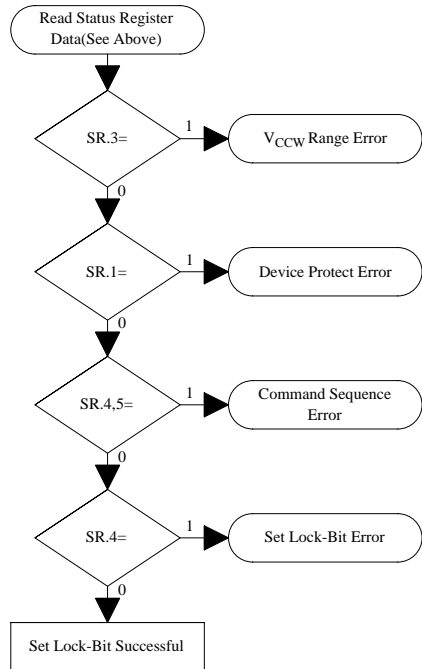 Read Status Register
Data(See Above)
SR.3=
1
VCCW Range Error
0
SR.1=
1
Device Protect Error
0
SR.4,5=
1
Command Sequence
Error
0
SR.4=
1
Set Lock-Bit Error
0
Set Lock-Bit Successful